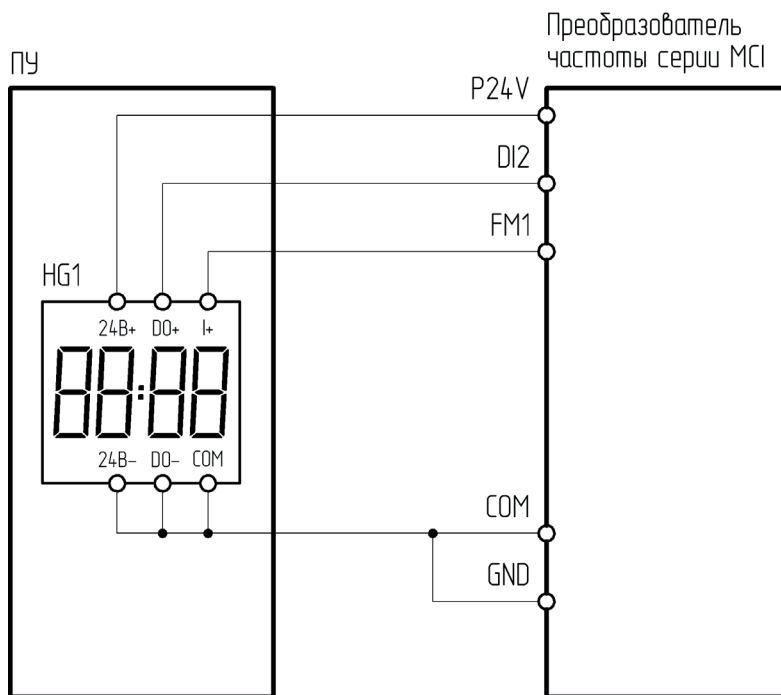 Преобразователь
частоты серии MCI
ПУ
P24V
DI2
FM1
HG1
24В+ DO+ I+
88:88
24В- DO- COM
COM
GND